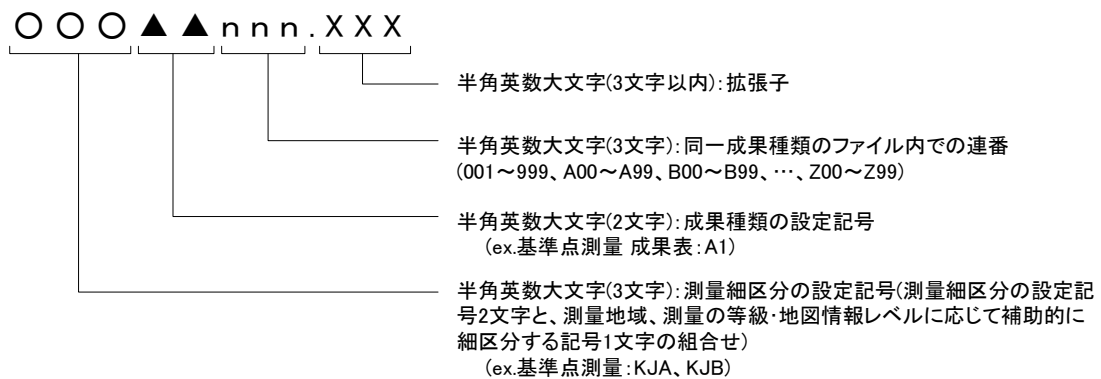 ○○○▲▲nnn.XXX
半角英数大文字(3文字以内):拡張子
半角英数大文字(3文字):同一成果種類のファイル内での連番
(001～999、A00～A99、B00～B99、…、Z00～Z99)
半角英数大文字(2文字):成果種類の設定記号
(ex.基準点測量 成果表:A1)
半角英数大文字(3文字):測量細区分の設定記号(測量細区分の設定記
号2文字と、測量地域、測量の等級・地図情報レベルに応じて補助的に
細区分する記号1文字の組合せ)
(ex.基準点測量:KJA、KJB)